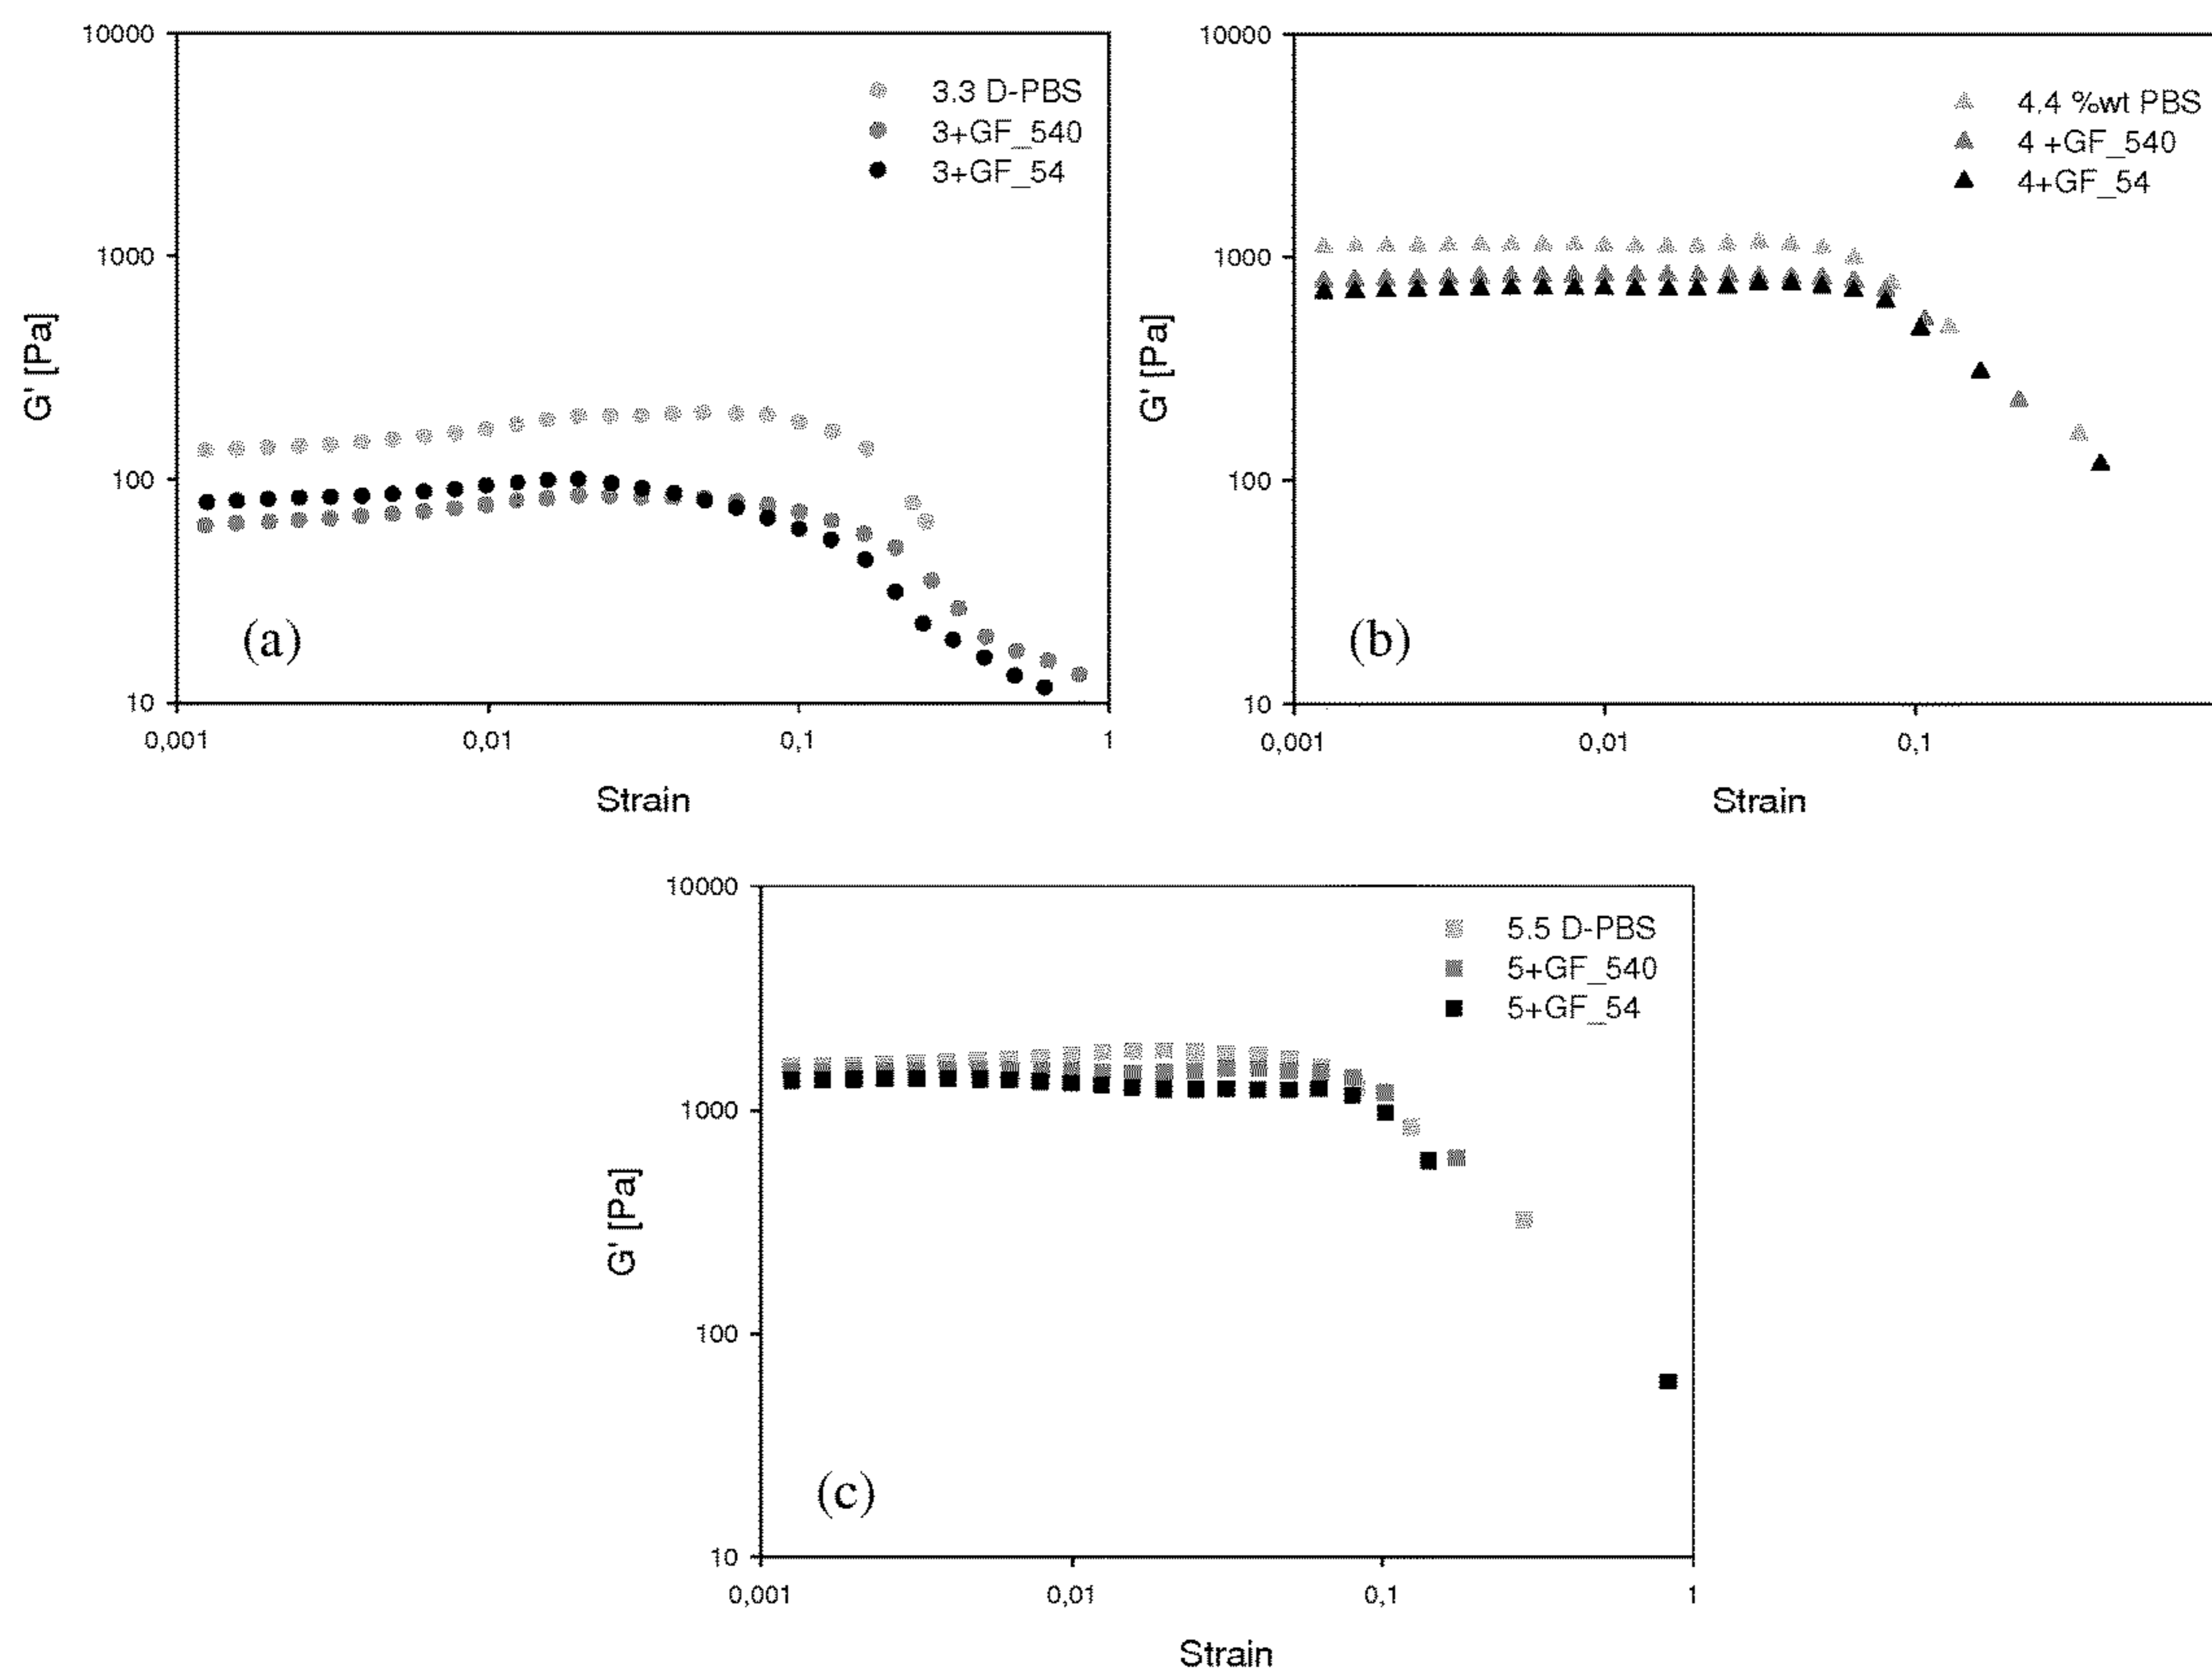 10000
1000
100
10
G' [Pa]
3.3 D-PBS
3+GF_540
3+GF_54
(a)
0,001
0,01
0,1
1
Strain
10000
1000
100
10
G' [Pa]
4.4 %wt PBS
4 +GF_540
4+GF_54
(b)
0,001
0,01
0,1
Strain
10000
1000
100
10
G' [Pa]
5.5 D-PBS
5+GF_540
5+GF_54
(c)
0,001
0,01
0,1
1
Strain